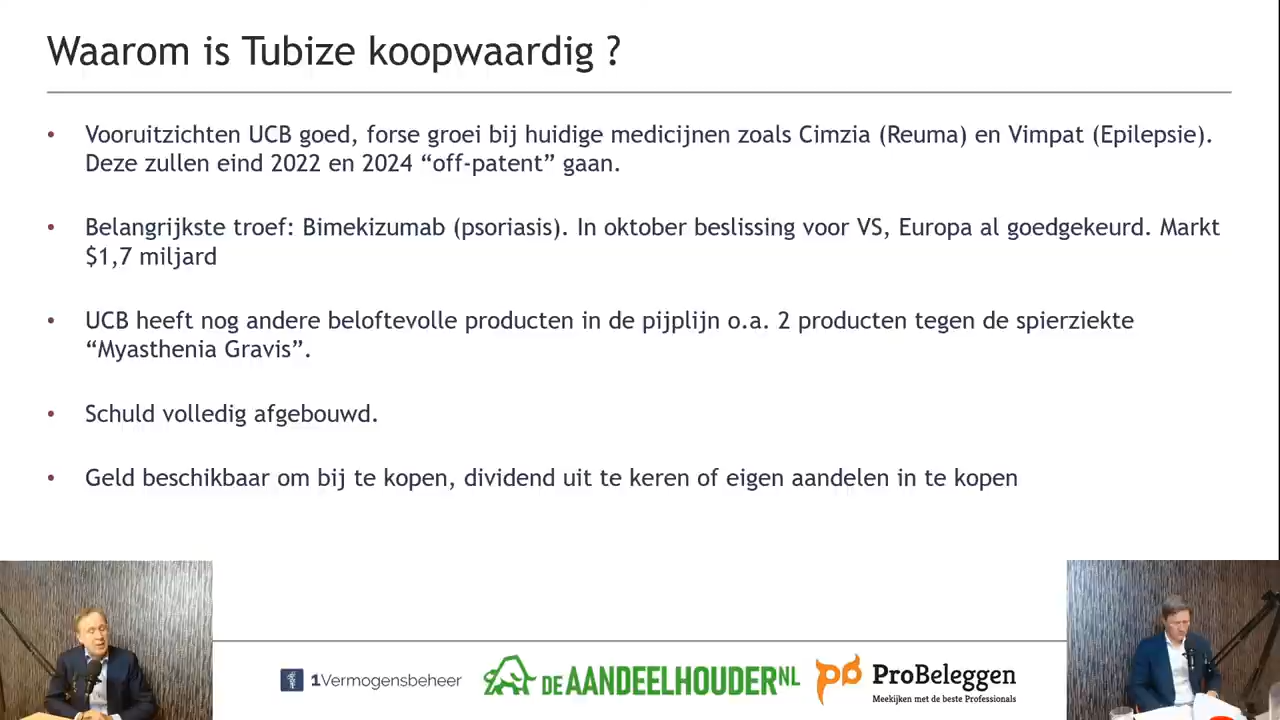 Waarom is Tubize koopwaardig ?
• Vooruitzichten UCB goed, forse groei bij huidige medicijnen zoals Cimzia (Reuma) en Vimpat (Epilepsie).
Deze zullen eind 2022 en 2024 “off-patent” gaan.
• Belangrijkste troef: Bimekizumab (psoriasis). In oktober beslissing voor VS, Europa al goedgekeurd. Markt
$1,7 miljard
• UCB heeft nog andere beloftevolle producten in de pijplijn o.a. 2 producten tegen de spierziekte
“Myasthenia Gravis”.
• Schuld volledig afgebouwd.
• Geld beschikbaar om bij te kopen, dividend uit te keren of eigen aandelen in te kopen
1Vermogensbeheer
DE AANDEELHOUDER NL
ProBeleggen
Meekijken met de beste Professionals